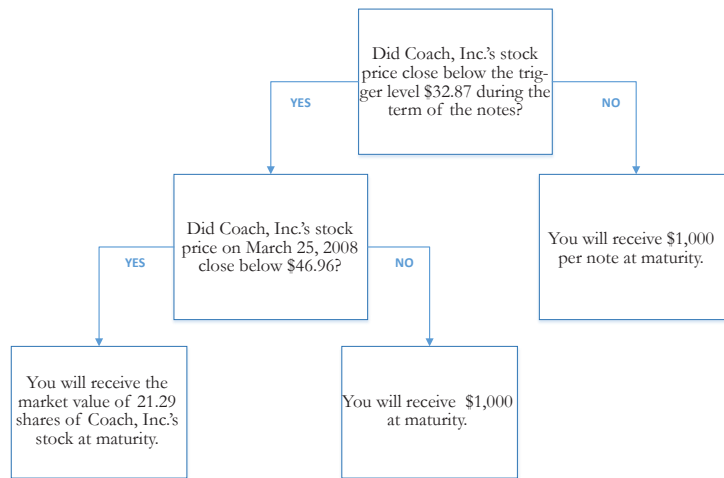 Did Coach, Inc.'s stock
price close below the trig-
ger level $32.87 during the
term of the notes?
YES
NO
Did Coach, Inc.'s stock
price on March 25, 2008
close below $46.96?
You will receive $1,000
per note at maturity.
YES
NO
You will receive the
market value of 21.29
shares of Coach, Inc.'s
stock at maturity.
You will receive $1,000
at maturity.